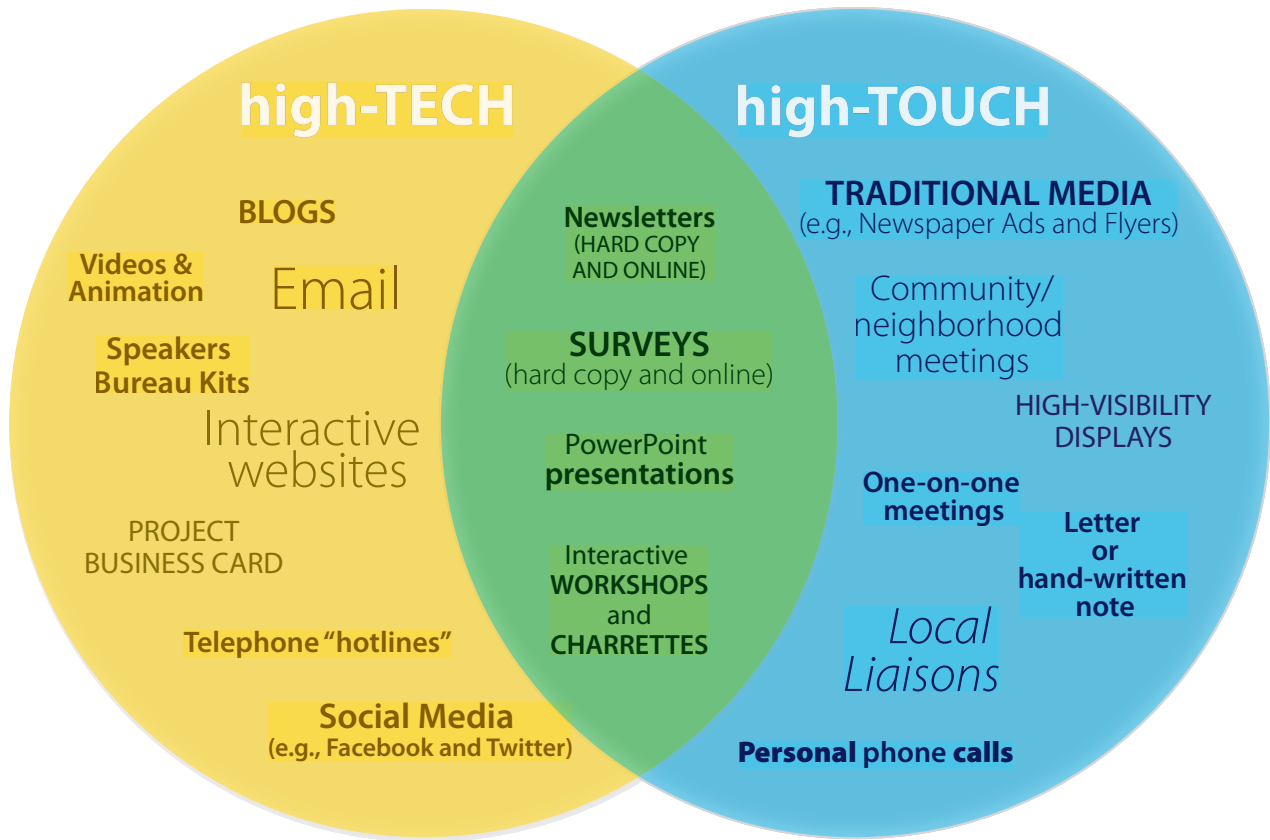 high-TECH
BLOGS
Videos &
Animation
Email
Speakers
Bureau Kits
Interactive
websites
PROJECT
BUSINESS CARD
Telephone “hotlines”
Social Media
(e.g., Facebook and Twitter)
Newsletters
(HARD COPY
AND ONLINE)
SURVEYS
(hard copy and online)
PowerPoint
presentations
Interactive
WORKSHOPS
and
CHARRETTES
high-TOUCH
TRADITIONAL MEDIA
(e.g., Newspaper Ads and Flyers)
Community/
neighborhood
meetings
HIGH-VISIBILITY
DISPLAYS
One-on-one
meetings
Letter
or
hand-written
note
Local
Liaisons
Personal phone calls